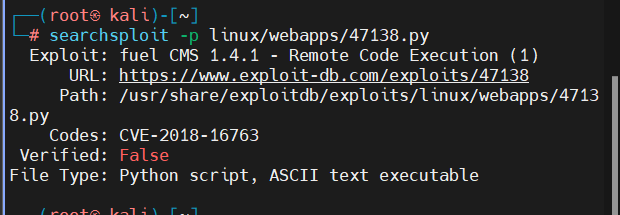 ┌──(root㉿ kali)-[~]
└─# searchsploit -p linux/webapps/47138.py
Exploit: fuel CMS 1.4.1 - Remote Code Execution (1)
URL: https://www.exploit-db.com/exploits/47138
Path: /usr/share/exploitdb/exploits/linux/webapps/4713
8.py
Codes: CVE-2018-16763
Verified: False
File Type: Python script, ASCII text executable
┌──(root㉿ kali)-[~]